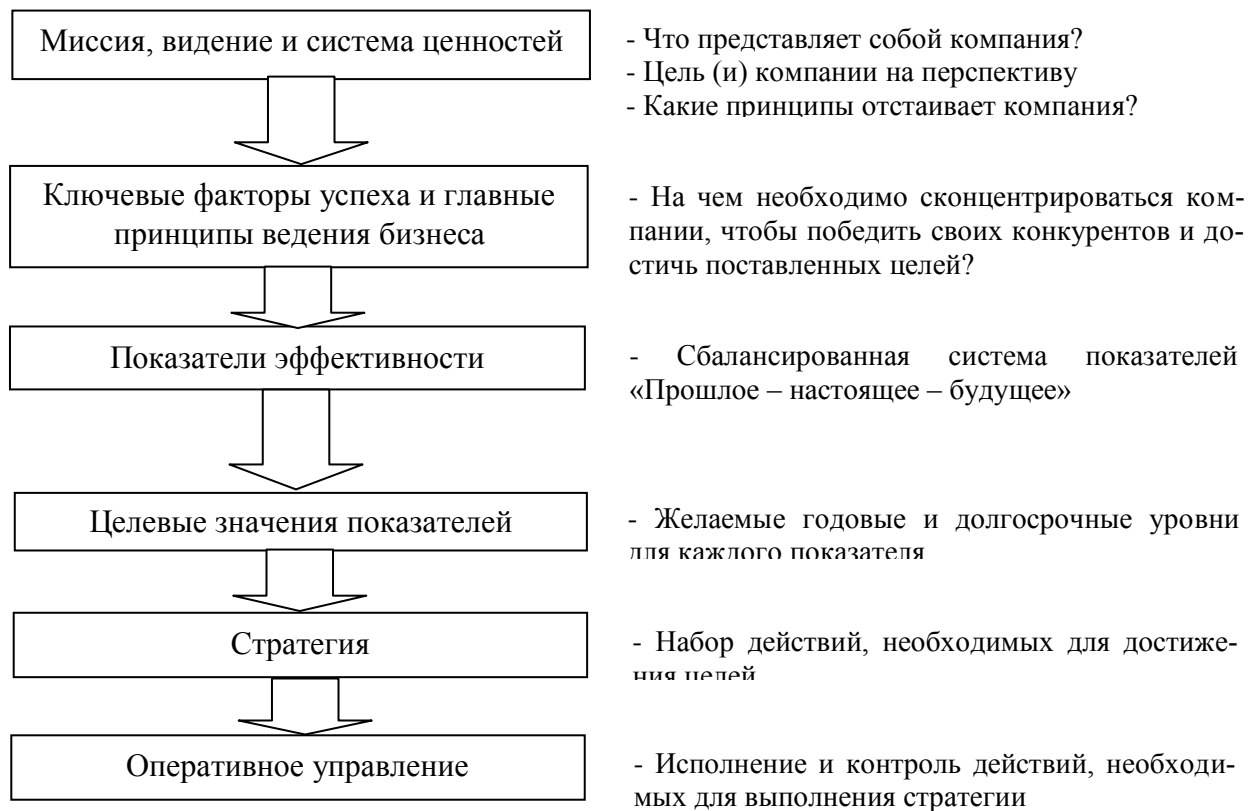 Миссия, видение и система ценностей
- Что представляет собой компания?
- Цель (и) компании на перспективу
- Какие принципы отстаивает компания?
Ключевые факторы успеха и главные
принципы ведения бизнеса
- На чем необходимо сконцентрироваться ком-
пании, чтобы победить своих конкурентов и до-
стичь поставленных целей?
Показатели эффективности
- Сбалансированная система показателей
«Прошлое – настоящее – будущее»
Целевые значения показателей
- Желаемые годовые и долгосрочные уровни
для каждого показателя
Стратегия
- Набор действий, необходимых для достиже-
ния целей
Оперативное управление
- Исполнение и контроль действий, необходи-
мых для выполнения стратегии